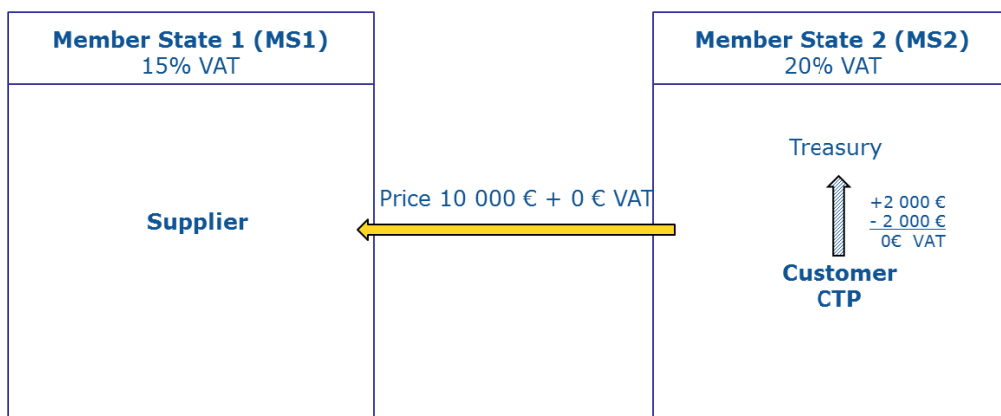 Member State 1 (MS1)
15% VAT
Member State 2 (MS2)
20% VAT
Treasury
Price 10 000 € + 0 € VAT
+2 000 €
- 2 000 €
0€ VAT
Supplier
Customer
CTP